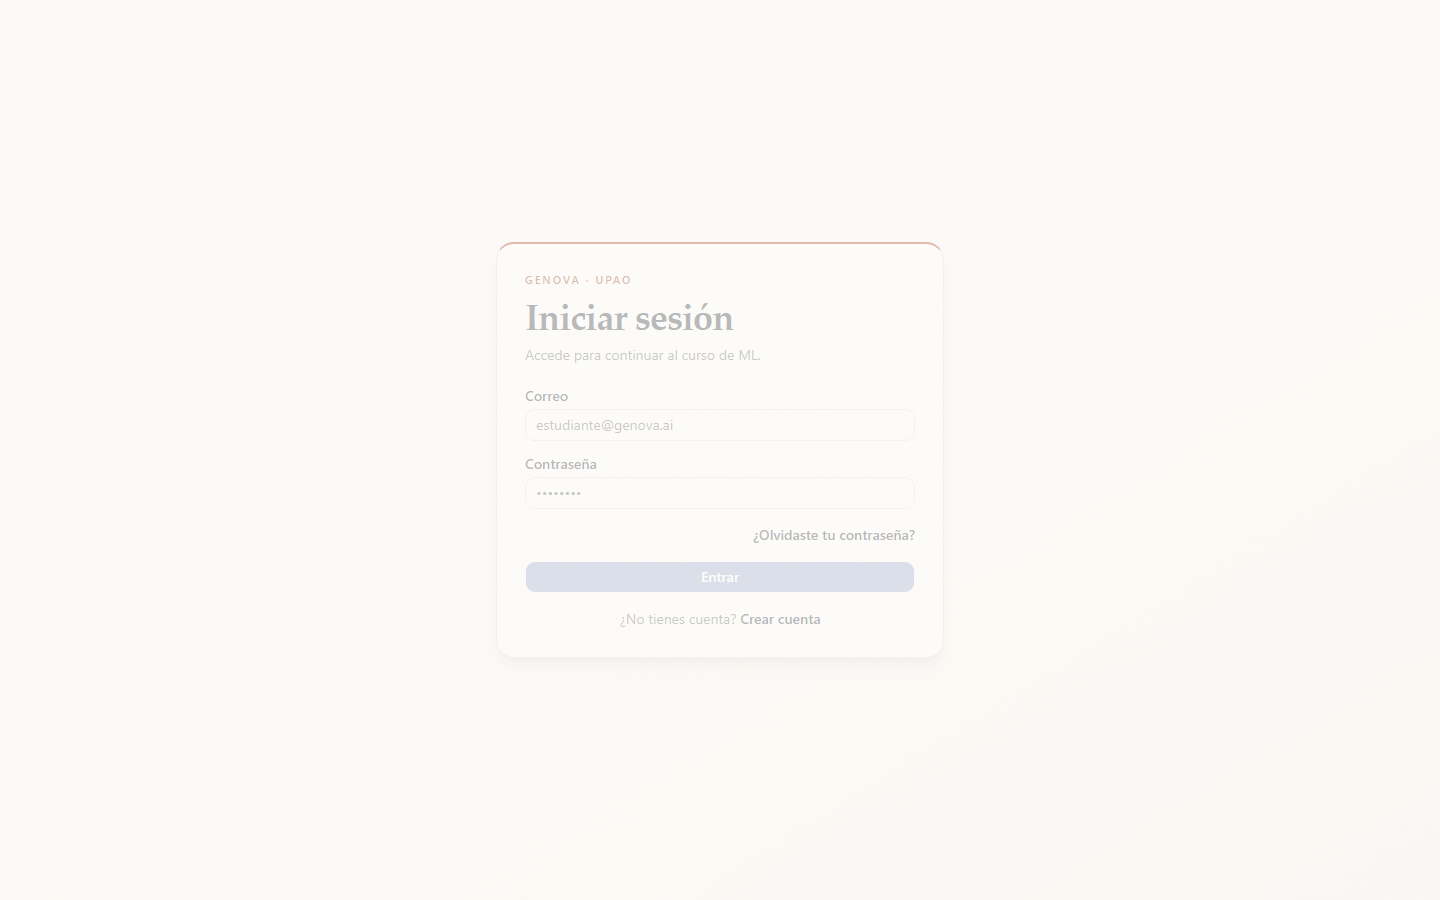 GENOVA · UPAO
Iniciar sesión
Accede para continuar al curso de ML.
Correo
estudiante@genova.ai
Contraseña
••••••••
¿Olvidaste tu contraseña?
Entrar
¿No tienes cuenta? Crear cuenta